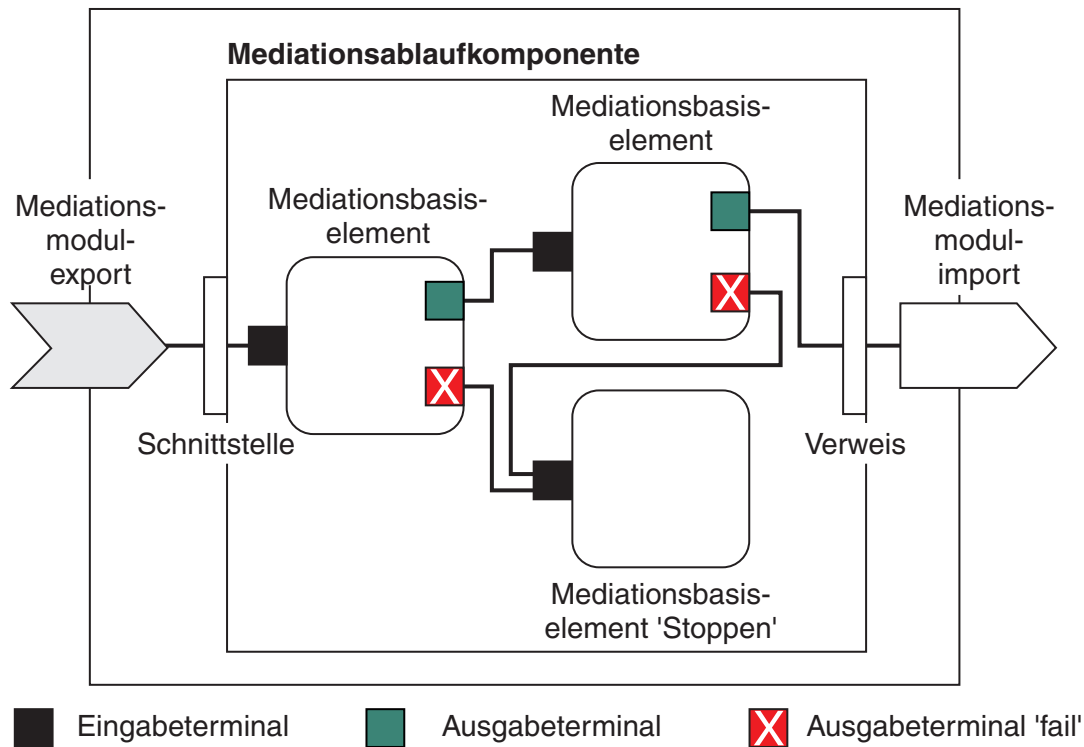 Mediationsablaufkomponente
Mediationsbasis-
element
Mediationsbasis-
element
Mediations-
modul-
export
Mediations-
modul-
import
Schnittstelle
Verweis
Mediationsbasis-
element 'Stoppen'
X
X
Eingabeterminal
Ausgabeterminal
X
Ausgabeterminal 'fail'